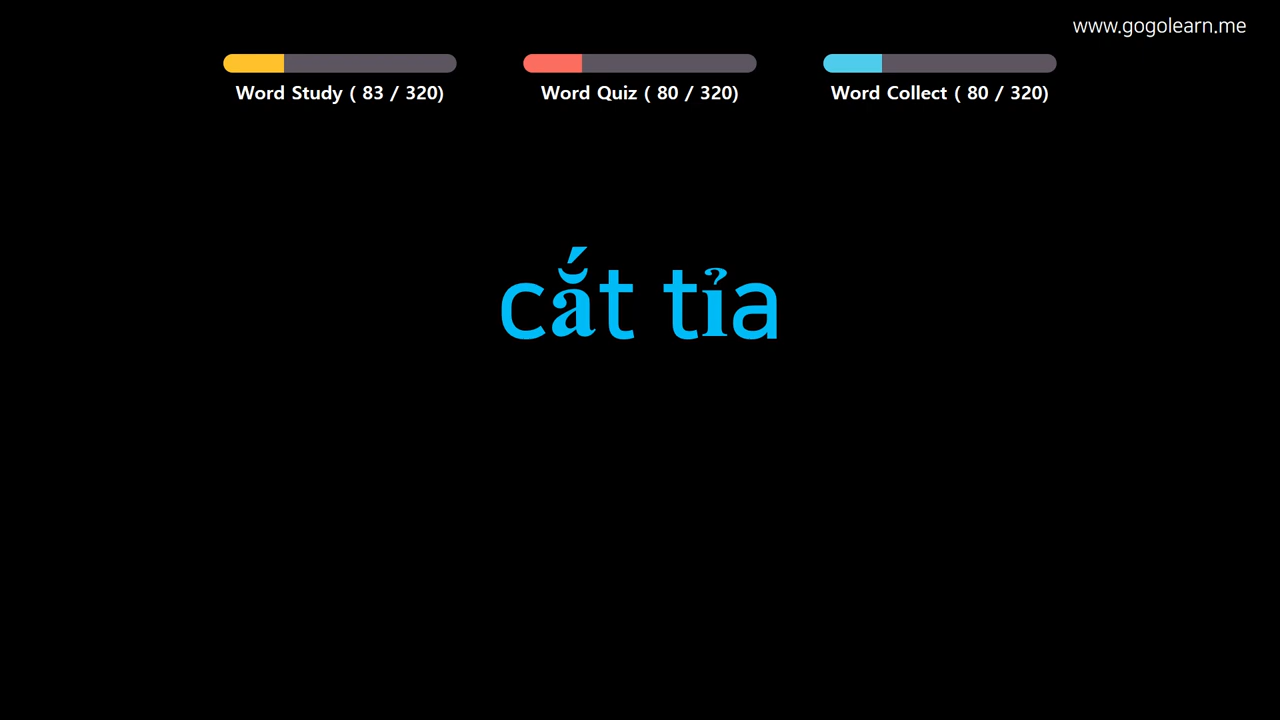 www.gogolearn.me
Word Study ( 83 / 320)
Word Quiz ( 80 / 320)
Word Collect ( 80 / 320)
cắt tỉa